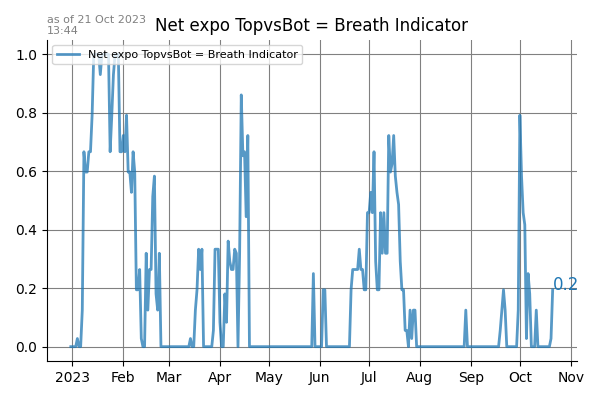 as of 21 Oct 2023
13:44
Net expo TopvsBot = Breath Indicator
Net expo TopvsBot = Breath Indicator
1.0
0.8
0.6
0.4
0.2
0.0
0.2
2023 Feb Mar Apr May Jun Jul Aug Sep Oct Nov